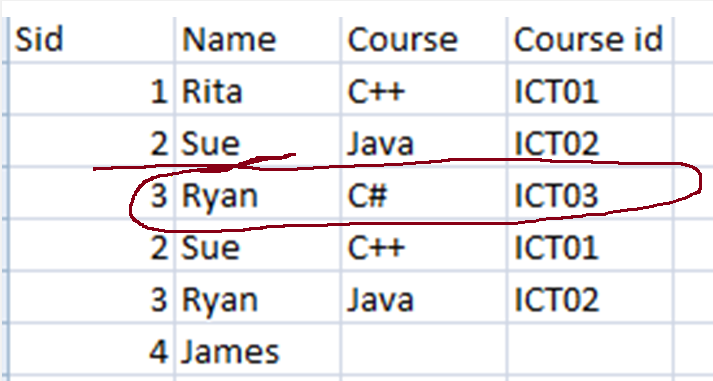 Sid Name Course Course id
1 Rita C++ ICT01
2 Sue Java ICT02
3 Ryan C# ICT03
2 Sue C++ ICT01
3 Ryan Java ICT02
4 James